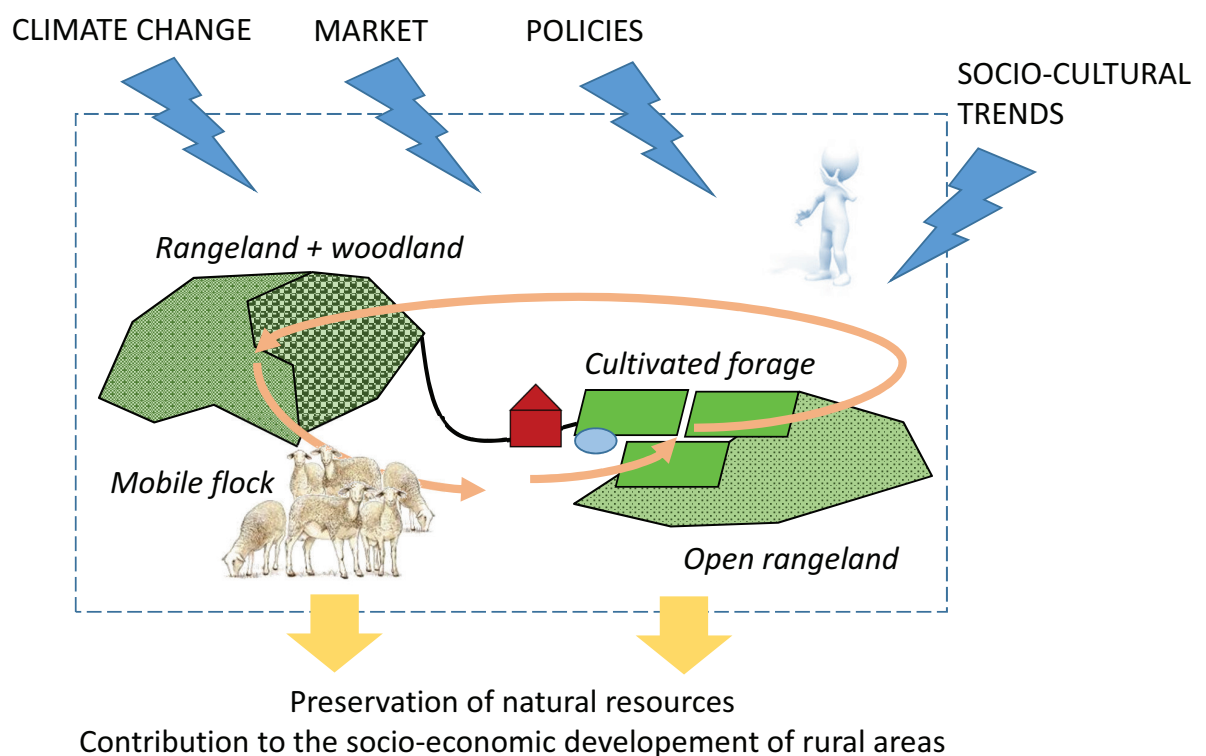 CLIMATE CHANGE
MARKET
POLICIES
SOCIO-CULTURAL
TRENDS
Rangeland + woodland
Cultivated forage
Mobile flock
Open rangeland
Preservation of natural resources
Contribution to the socio-economic developement of rural areas